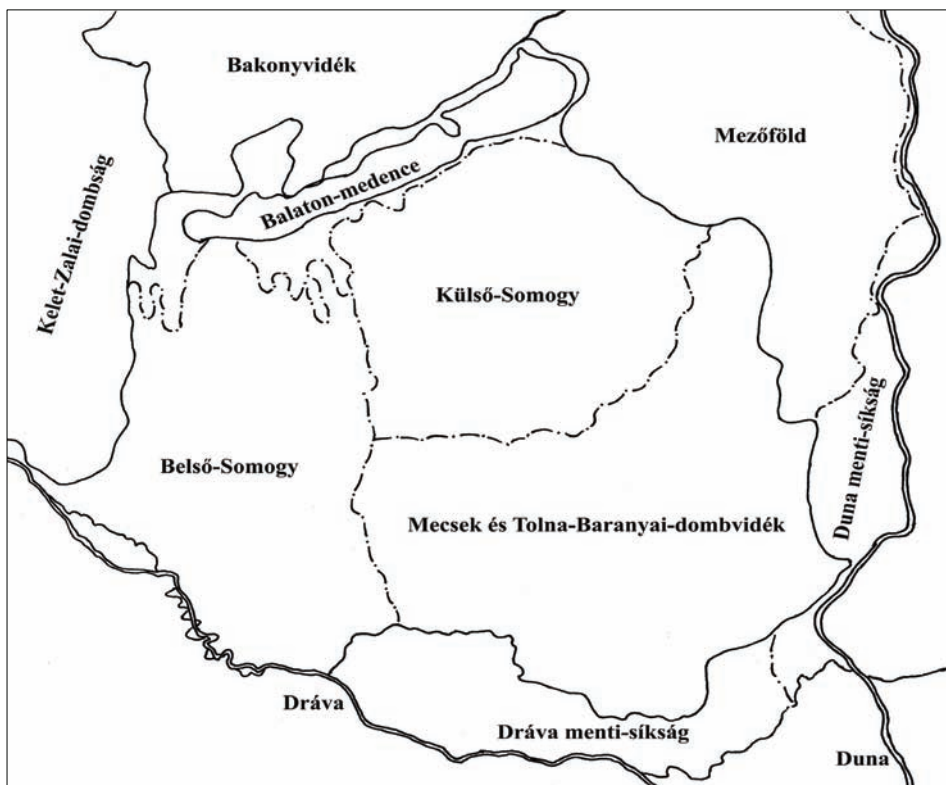 Bakonyvidék
Mezőföld
Kelet-Zalai-dombság
Balaton-medence
Külső-Somogy
Duna menti-síkság
Belső-Somogy
Mecsek és Tolna-Baranyai-dombvidék
Dráva
Dráva menti-síkság
Duna